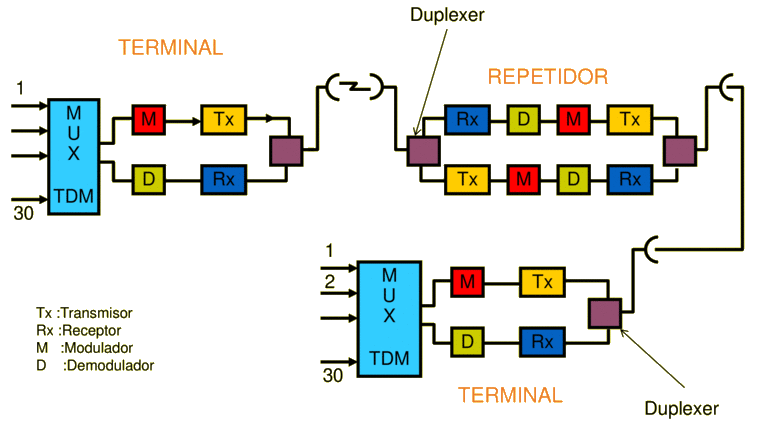 Duplexer
TERMINAL
REPETIDOR
1
M
U
X
TDM
30
M
Tx
D
Rx
Rx
D
M
Tx
Tx
M
D
Rx
1
2
M
U
X
TDM
30
M
Tx
D
Rx
Tx :Transmisor
Rx :Receptor
M :Modulador
D :Demodulador
TERMINAL
Duplexer